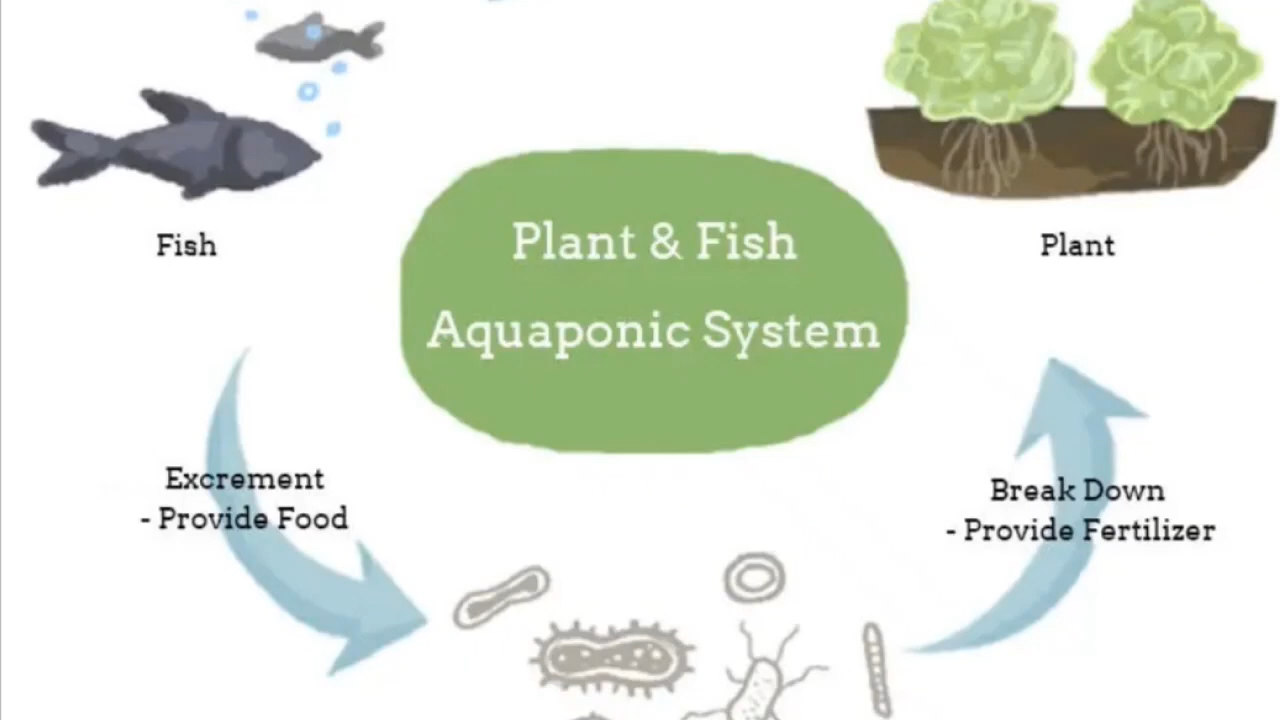 Plant & Fish
Aquaponic System
Fish
Plant
Excrement
- Provide Food
Break Down
- Provide Fertilizer